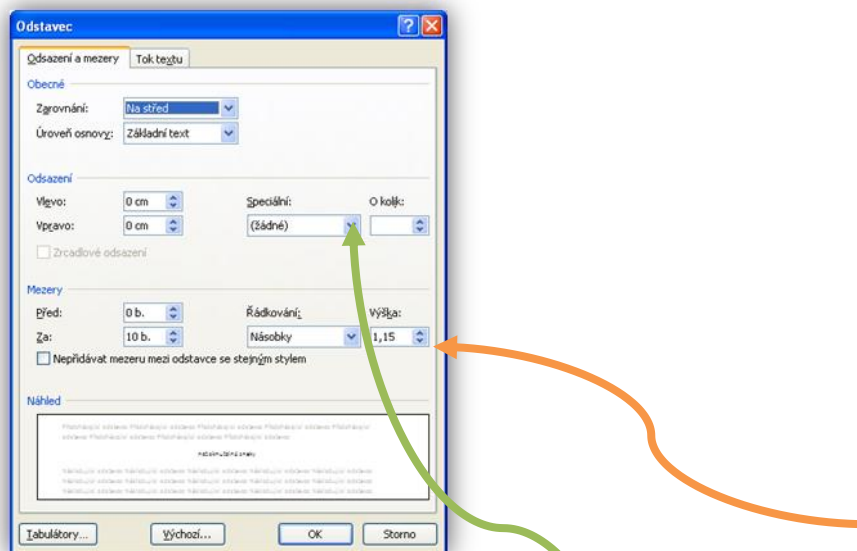 Odstavec
Odsazení a mezery Tok textu
Obecné
Zarovnání: Na střed
Úroveň osnovy: Základní text
Odsazení
Vlevo: 0 cm Speciální: O kolik:
Vpravo: 0 cm (žádné)
Zrcadlové odsazení
Mezery
Před: 0 b. Řádkování: Výška:
Za: 10 b. Násobky 1,15
Nepřidávat mezeru mezi odstavce se stejným stylem
Náhled
Tabulátory... Výchozí... OK Storno